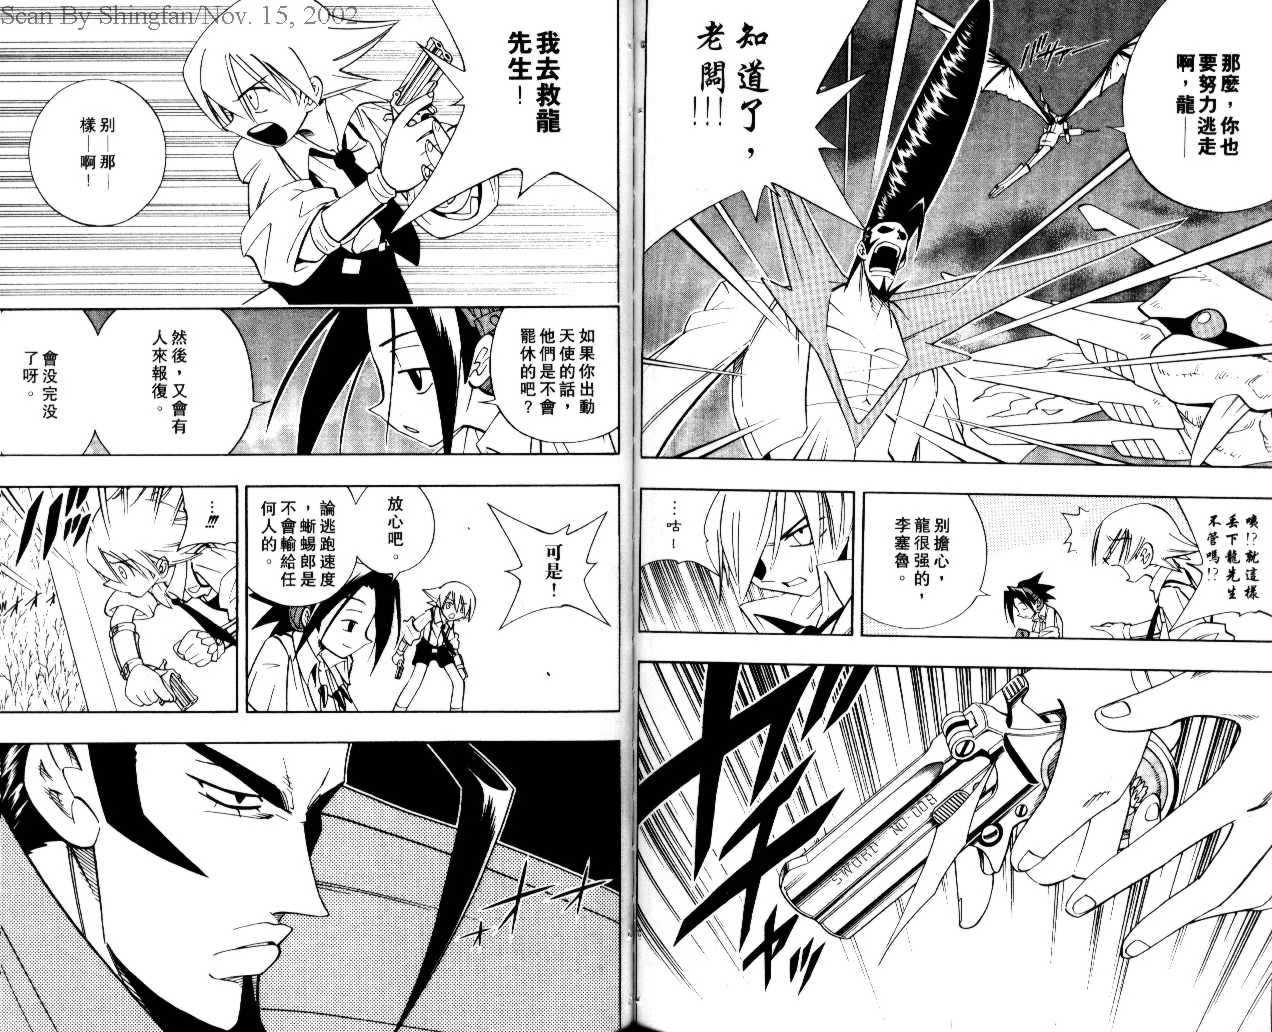 Scan By Shingfan/Nov. 15, 2002
那麼，你也
要努力逃走
啊，龍——
知道了，
老闆!!!
咦!?就這樣
丟下龍先生
不管嗎!?
别擔心，
龍很强的，
李塞魯。
…咕！
SWORD NO-008
我去救龍
先生！
别—那—
樣—啊！
如果你出動
天使的話，
他們是不會
罷休的吧？
然後，又會有
人來報復。
會没完没
了呀。
可是！
放心吧。
論逃跑速度
，蜥蜴郎是
不會輸給任
何人的。
…!!!